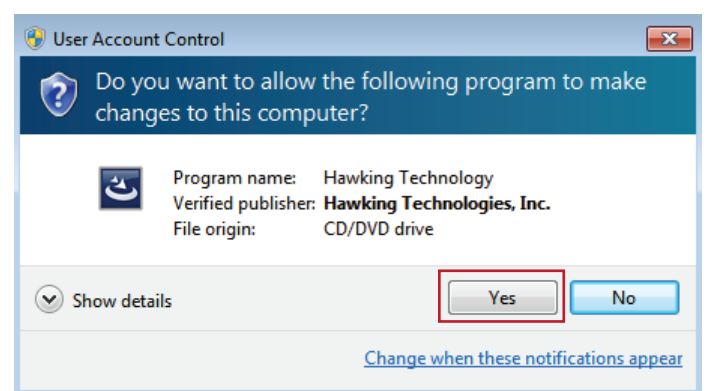 User Account Control
Do you want to allow the following program to make
changes to this computer?
Program name: Hawking Technology
Verified publisher: Hawking Technologies, Inc.
File origin: CD/DVD drive
Show details Yes No
Change when these notifications appear